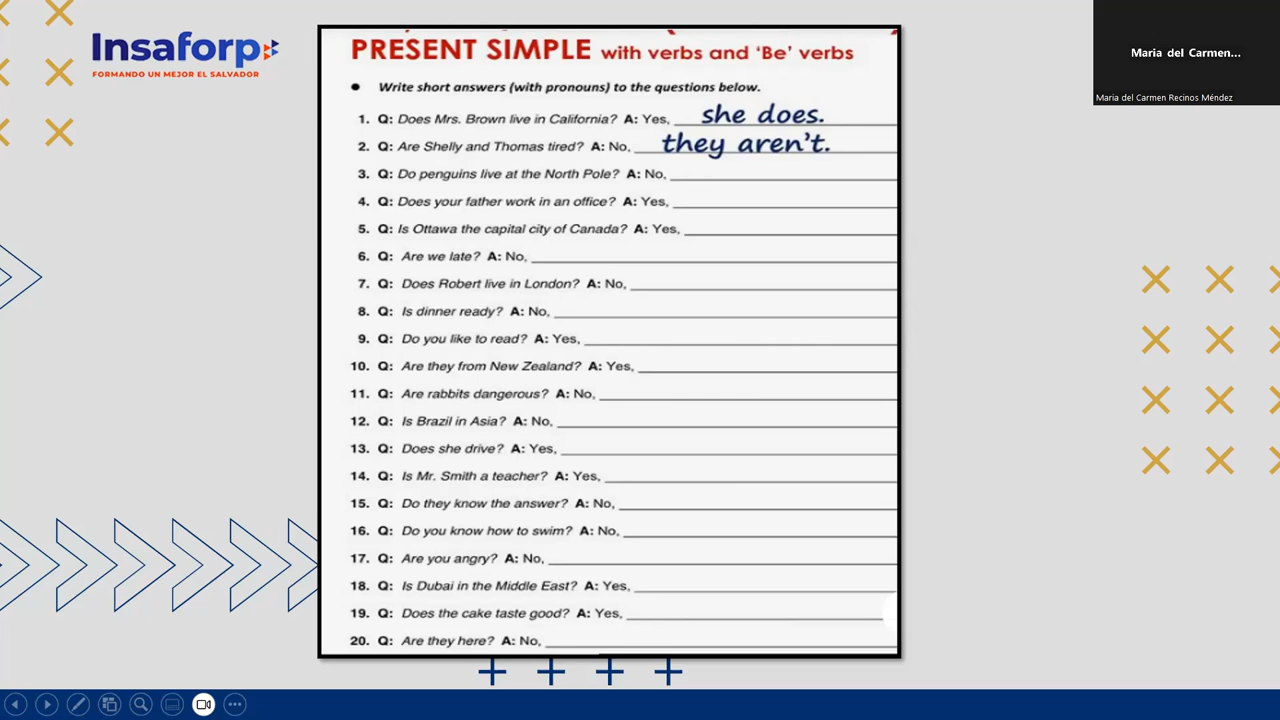 Insaforp
FORMANDO UN MEJOR EL SALVADOR
Maria del Carmen...
Maria del Carmen Recinos Méndez
PRESENT SIMPLE with verbs and 'Be' verbs
● Write short answers (with pronouns) to the questions below.
1. Q: Does Mrs. Brown live in California? A: Yes, she does.
2. Q: Are Shelly and Thomas tired? A: No, they aren't.
3. Q: Do penguins live at the North Pole? A: No,
4. Q: Does your father work in an office? A: Yes,
5. Q: Is Ottawa the capital city of Canada? A: Yes,
6. Q: Are we late? A: No,
7. Q: Does Robert live in London? A: No,
8. Q: Is dinner ready? A: No,
9. Q: Do you like to read? A: Yes,
10. Q: Are they from New Zealand? A: Yes,
11. Q: Are rabbits dangerous? A: No,
12. Q: Is Brazil in Asia? A: No,
13. Q: Does she drive? A: Yes,
14. Q: Is Mr. Smith a teacher? A: Yes,
15. Q: Do they know the answer? A: No,
16. Q: Do you know how to swim? A: No,
17. Q: Are you angry? A: No,
18. Q: Is Dubai in the Middle East? A: Yes,
19. Q: Does the cake taste good? A: Yes,
20. Q: Are they here? A: No,